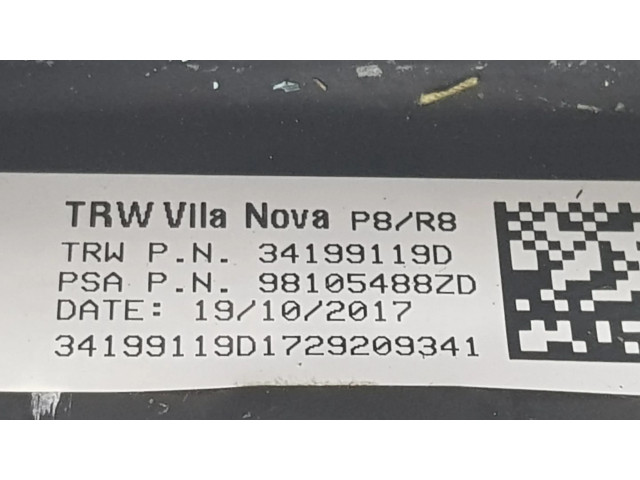 TRW Vila Nova P8/R8
TRW P.N. 34199119D
PSA P.N. 98105488ZD
DATE: 19/10/2017
34199119D1729209341